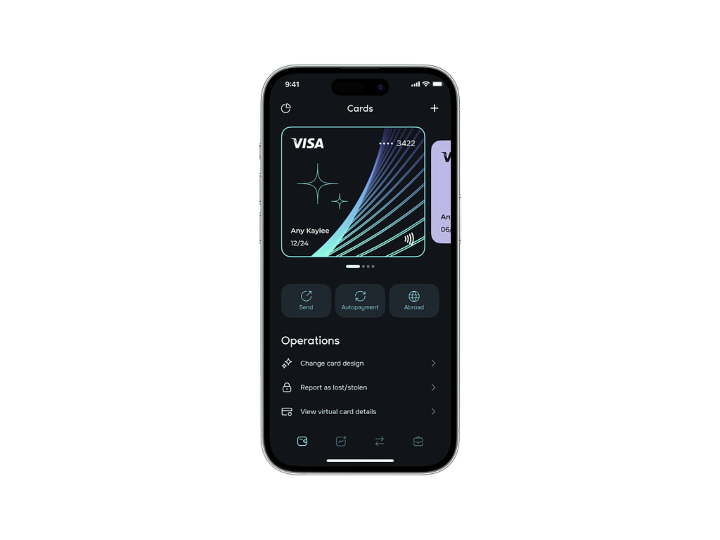 9:41
Cards
VISA
•••• 3422
Any Kaylee
12/24
V
An
06/
Send
Autopayment
Abroad
Operations
Change card design
Report as lost/stolen
View virtual card details